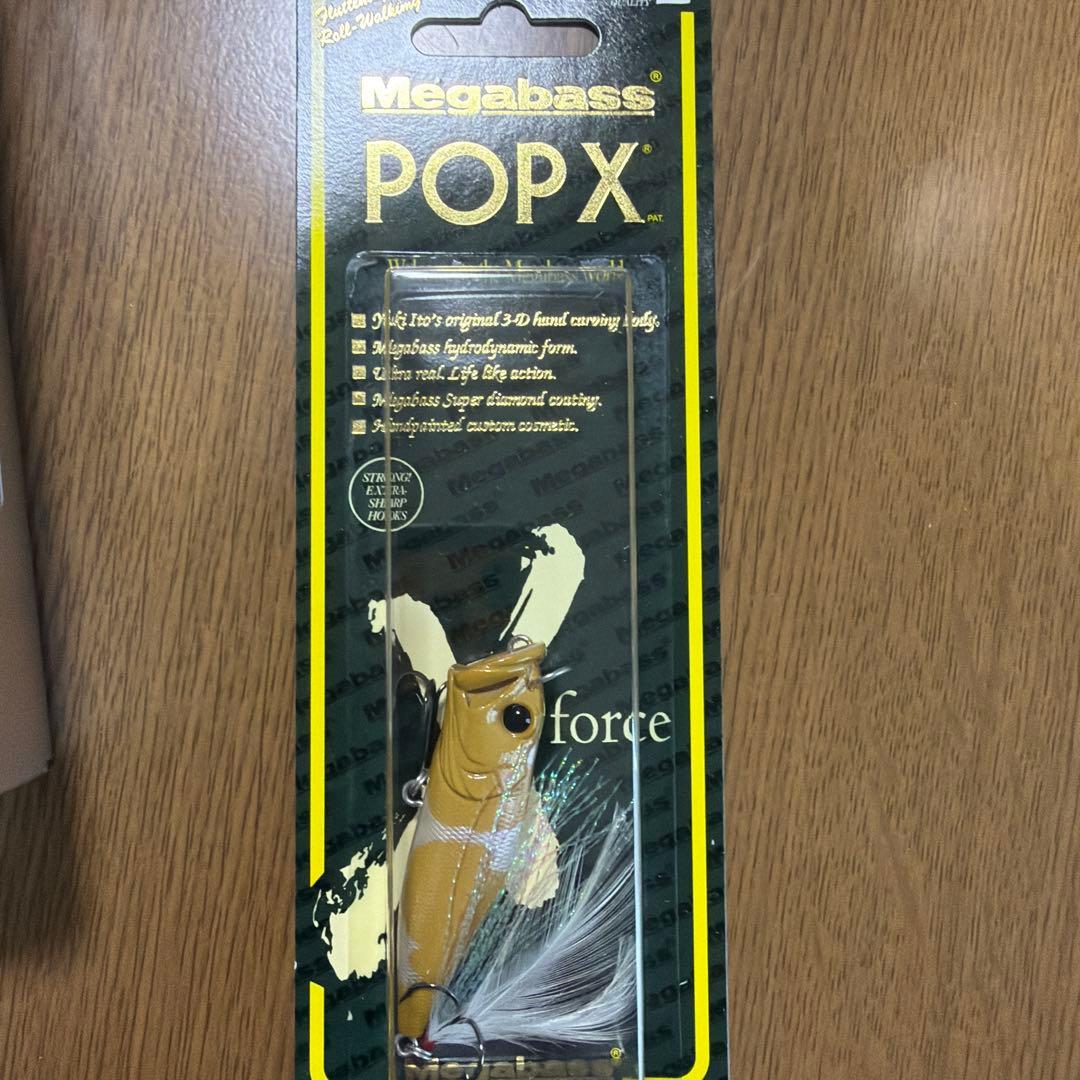 Roll-Walking
Megabass®
POPX®
PAT.
Yuki Ito's original 3-D hand carving body.
Megabass hydrodynamic form.
Ultra real. Life like action.
Megabass Super diamond coating.
Handpainted custom cosmetic.
STRONG!
EXTRA-
SHARP
HOOKS
force
Megabass®